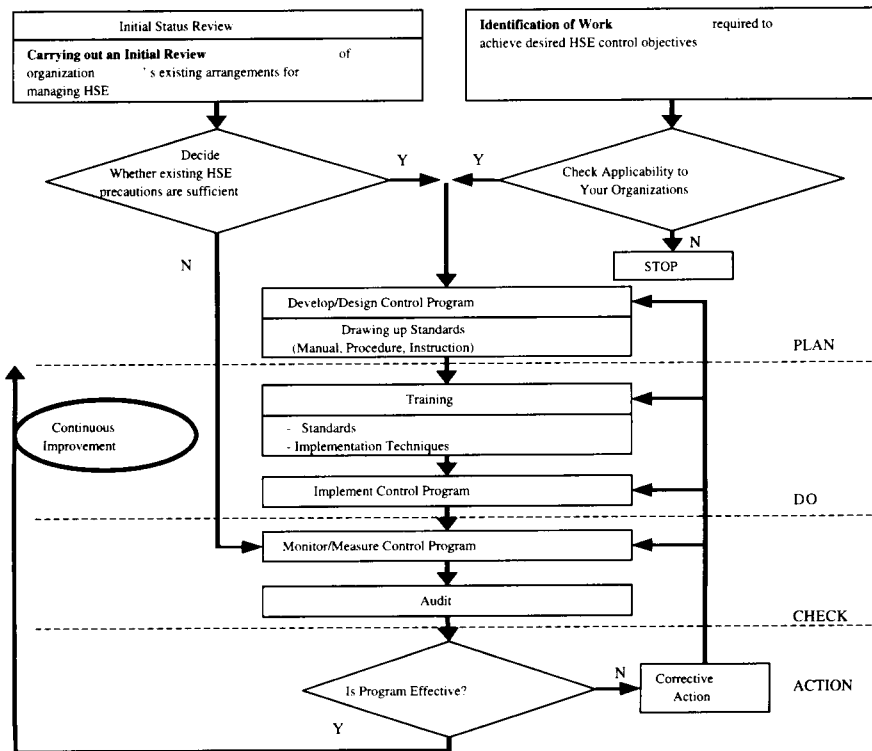 Initial Status Review
Carrying out an Initial Review of
organization ' s existing arrangements for
managing HSE
Identification of Work required to
achieve desired HSE control objectives
Decide
Whether existing HSE
precautions are sufficient
Y
Y
Check Applicability to
Your Organizations
N
N
STOP
Develop/Design Control Program
Drawing up Standards
(Manual, Procedure, Instruction)
PLAN
Training
- Standards
- Implementation Techniques
Continuous
Improvement
Implement Control Program
DO
Monitor/Measure Control Program
Audit
CHECK
Is Program Effective?
N
Corrective
Action
ACTION
Y